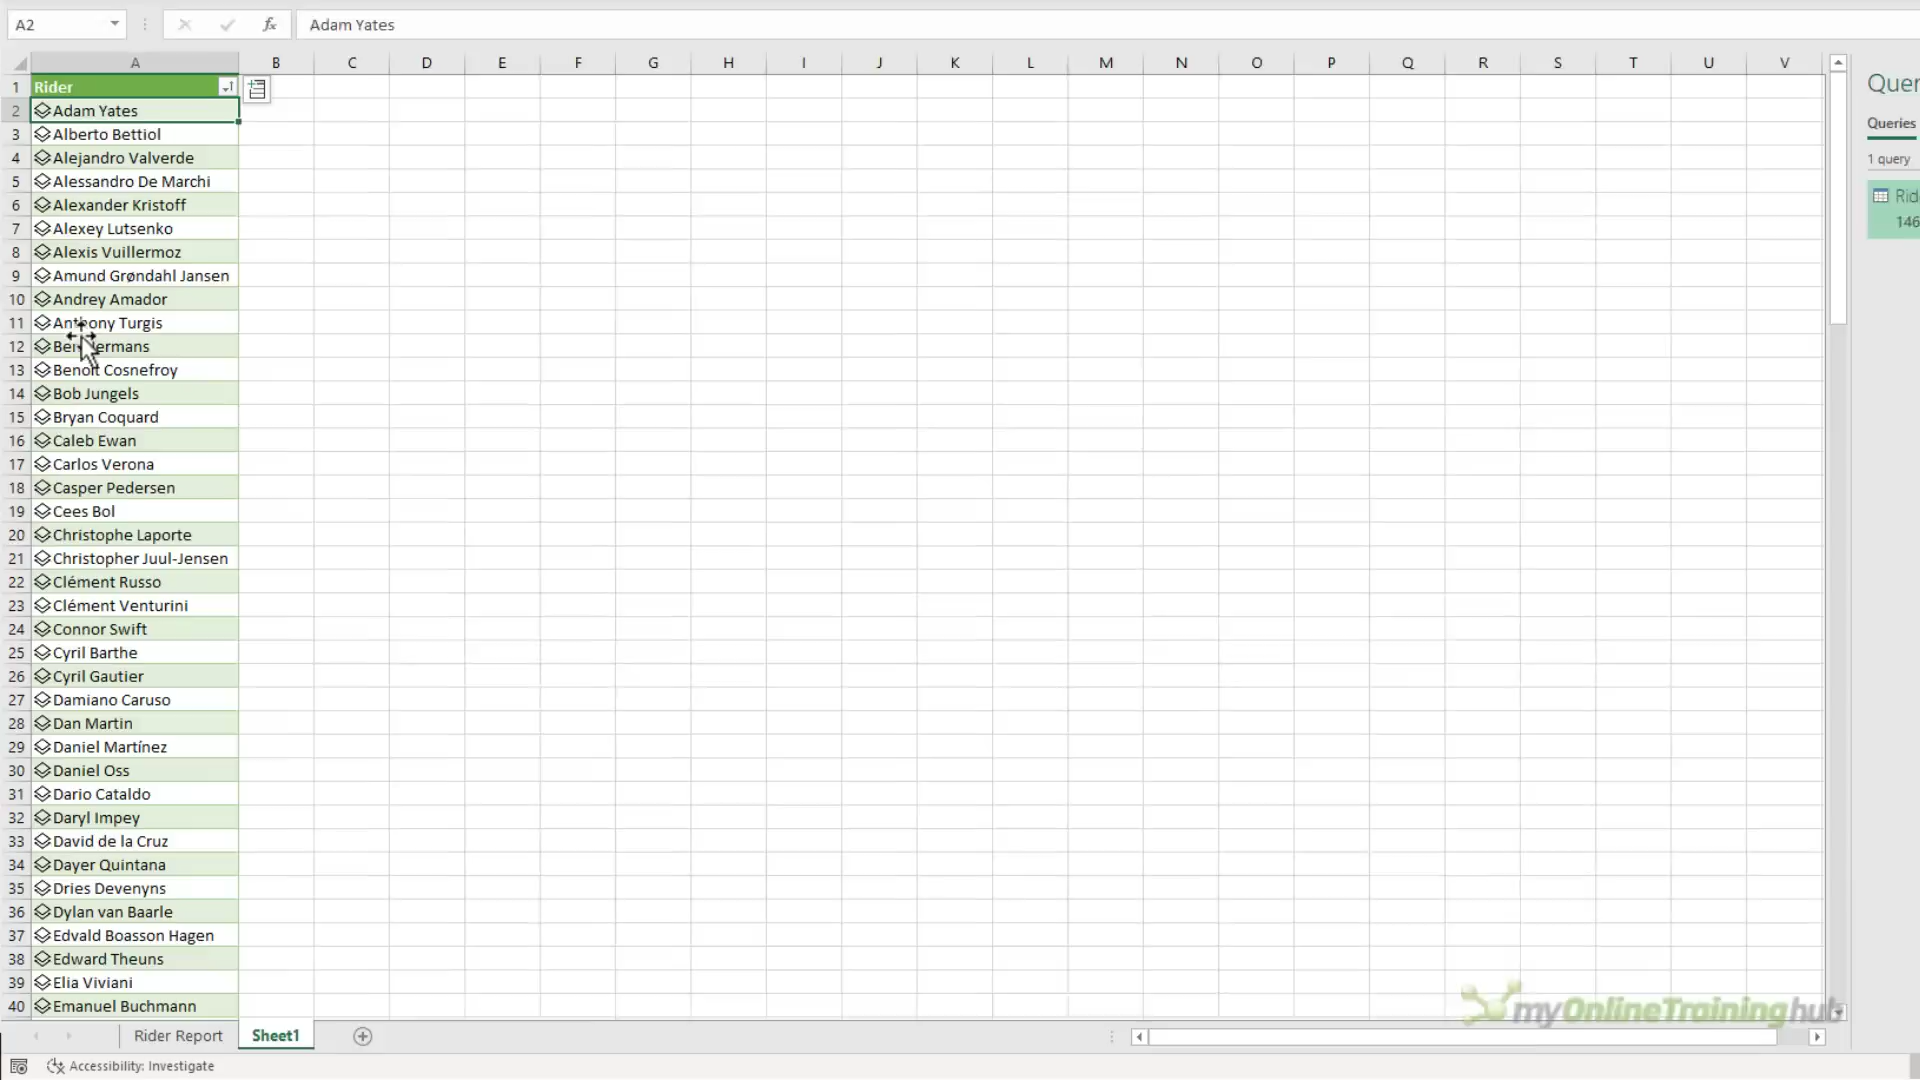 A2
fx
Adam Yates
A B C D E F G H I J K L M N O P Q R S T U V
1 Rider
2 Adam Yates
3 Alberto Bettiol
4 Alejandro Valverde
5 Alessandro De Marchi
6 Alexander Kristoff
7 Alexey Lutsenko
8 Alexis Vuillermoz
9 Amund Grøndahl Jansen
10 Andrey Amador
11 Anthony Turgis
12 Ben ermans
13 Benoît Cosnefroy
14 Bob Jungels
15 Bryan Coquard
16 Caleb Ewan
17 Carlos Verona
18 Casper Pedersen
19 Cees Bol
20 Christophe Laporte
21 Christopher Juul-Jensen
22 Clément Russo
23 Clément Venturini
24 Connor Swift
25 Cyril Barthe
26 Cyril Gautier
27 Damiano Caruso
28 Dan Martin
29 Daniel Martínez
30 Daniel Oss
31 Dario Cataldo
32 Daryl Impey
33 David de la Cruz
34 Dayer Quintana
35 Dries Devenyns
36 Dylan van Baarle
37 Edvald Boasson Hagen
38 Edward Theuns
39 Elia Viviani
40 Emanuel Buchmann
Quer
Queries
1 query
Rid
146
myOnlineTraininghub
Rider Report
Sheet1
Accessibility: Investigate